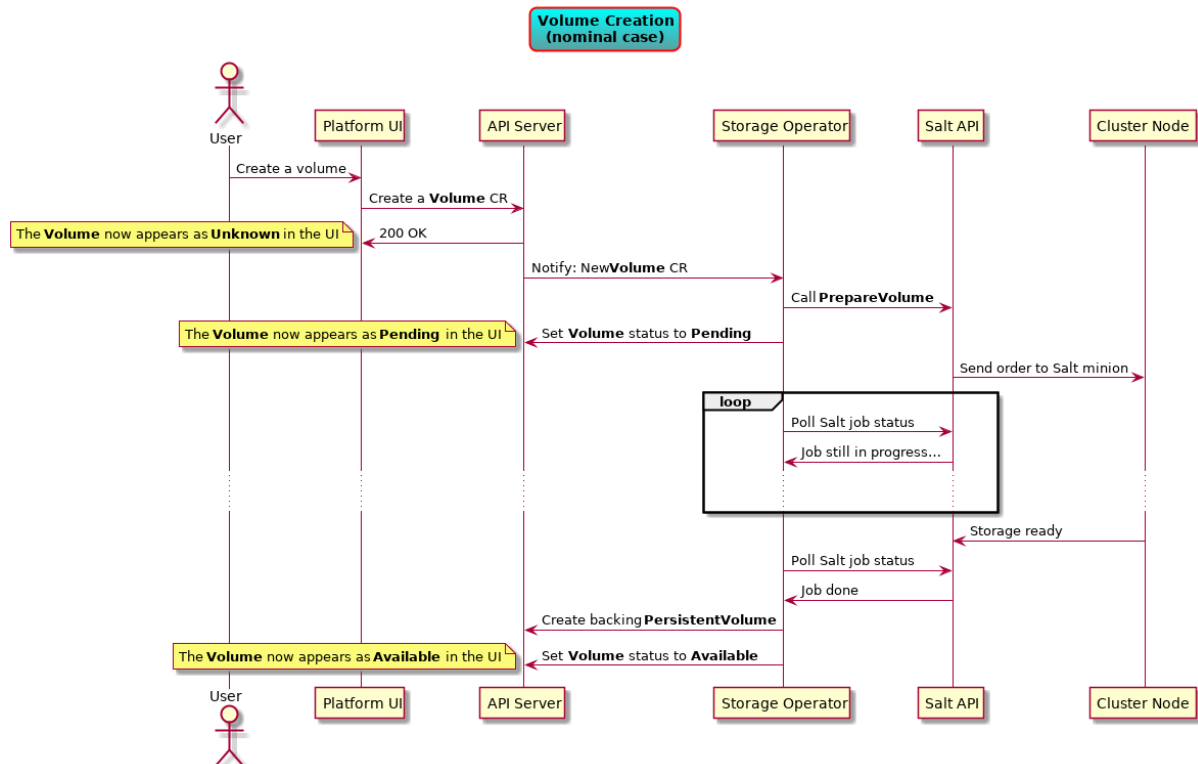 Volume Creation
(nominal case)
User
Platform UI
API Server
Storage Operator
Salt API
Cluster Node
Create a volume
Create a Volume CR
The Volume now appears as Unknown in the UI
200 OK
Notify: NewVolume CR
Call PrepareVolume
The Volume now appears as Pending in the UI
Set Volume status to Pending
Send order to Salt minion
loop
Poll Salt job status
Job still in progress...
Storage ready
Poll Salt job status
Job done
Create backing PersistentVolume
The Volume now appears as Available in the UI
Set Volume status to Available
User
Platform UI
API Server
Storage Operator
Salt API
Cluster Node